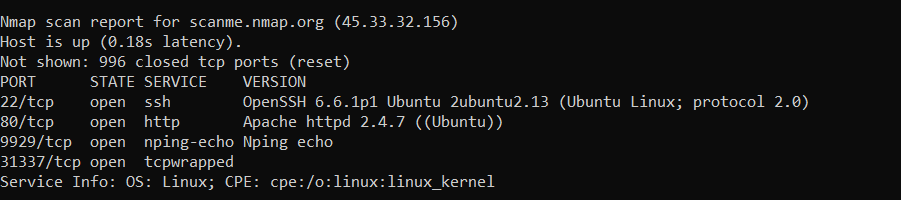 Nmap scan report for scanme.nmap.org (45.33.32.156)
Host is up (0.18s latency).
Not shown: 996 closed tcp ports (reset)
PORT      STATE SERVICE    VERSION
22/tcp    open  ssh        OpenSSH 6.6.1p1 Ubuntu 2ubuntu2.13 (Ubuntu Linux; protocol 2.0)
80/tcp    open  http       Apache httpd 2.4.7 ((Ubuntu))
9929/tcp  open  nping-echo Nping echo
31337/tcp open  tcpwrapped
Service Info: OS: Linux; CPE: cpe:/o:linux:linux_kernel